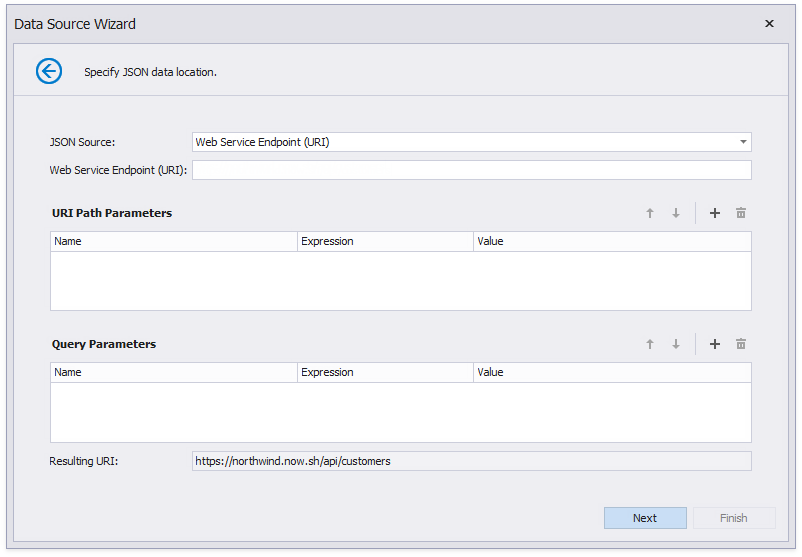 Data Source Wizard
Specify JSON data location.
JSON Source: Web Service Endpoint (URI)
Web Service Endpoint (URI):
URI Path Parameters
Name Expression Value
Query Parameters
Name Expression Value
Resulting URI: https://northwind.now.sh/api/customers
Next Finish